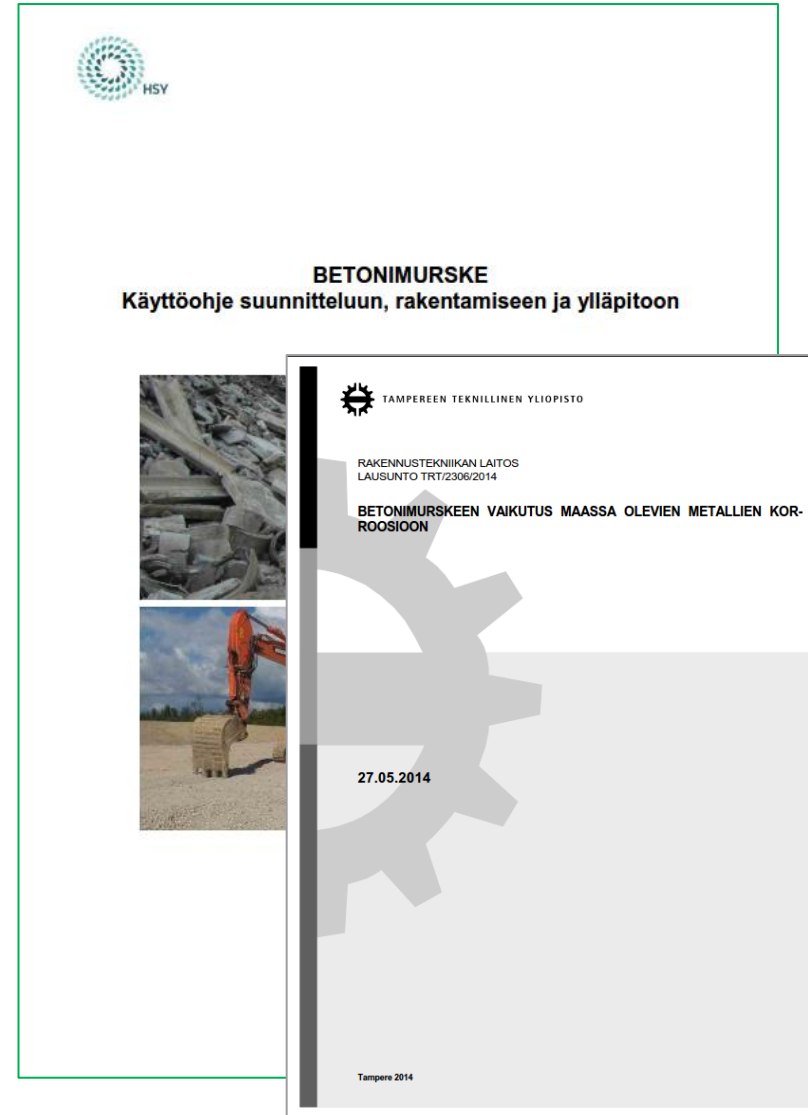 HSY
BETONIMURSKE
Käyttöohje suunnitteluun, rakentamiseen ja ylläpitoon
TAMPEREEN TEKNILLINEN YLIOPISTO
RAKENNUSTEKNIIKAN LAITOS
LAUSUNTO TRT/2306/2014
BETONIMURSKEEN VAIKUTUS MAASSA OLEVIEN METALLIEN KOR-
ROOSIOON
27.05.2014
Tampere 2014